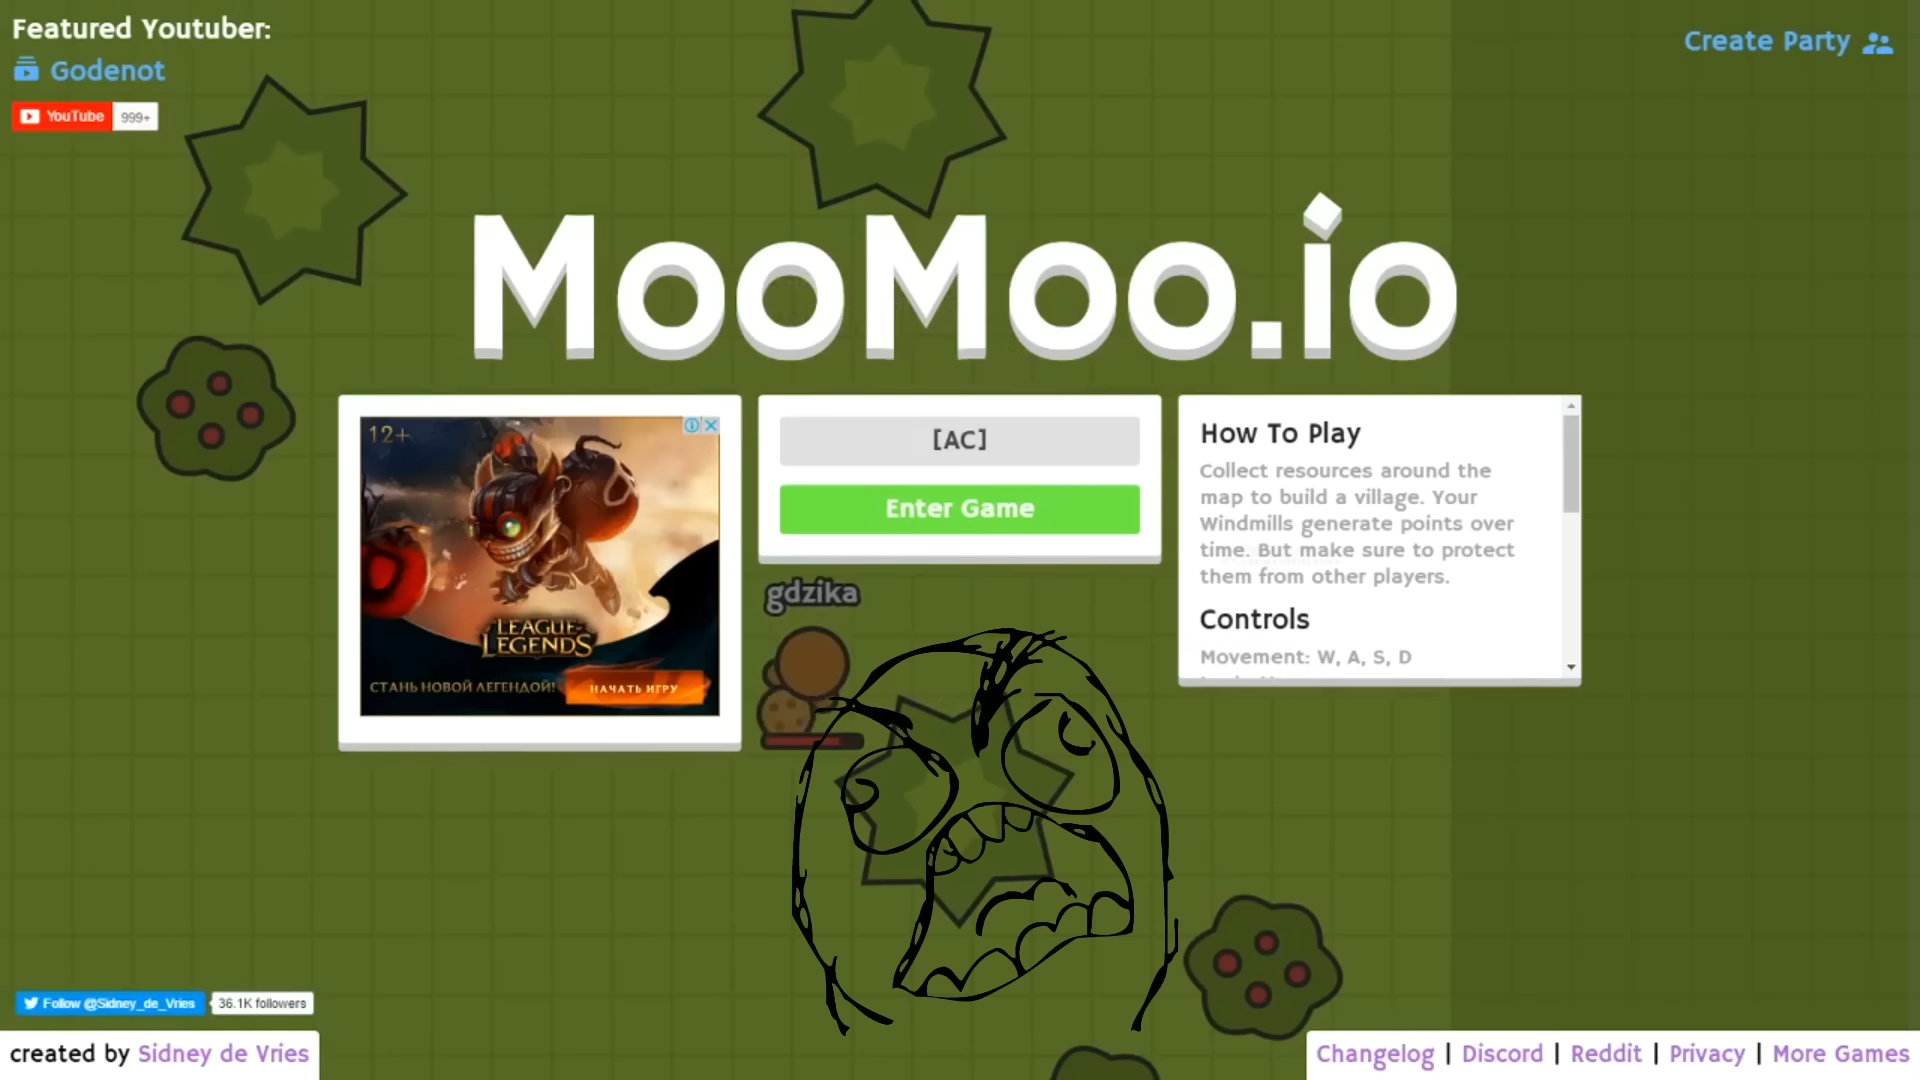 Featured Youtuber:
Godenot
YouTube 999+
Create Party
MooMoo.io
12+
LEAGUE OF
LEGENDS
СТАНЬ НОВОЙ ЛЕГЕНДОЙ!
НАЧАТЬ ИГРУ
[AC]
Enter Game
gdzika
How To Play
Collect resources around the
map to build a village. Your
Windmills generate points over
time. But make sure to protect
them from other players.
Controls
Movement: W, A, S, D
Follow @Sidney_de_Vries 36.1K followers
created by Sidney de Vries
Changelog | Discord | Reddit | Privacy | More Games